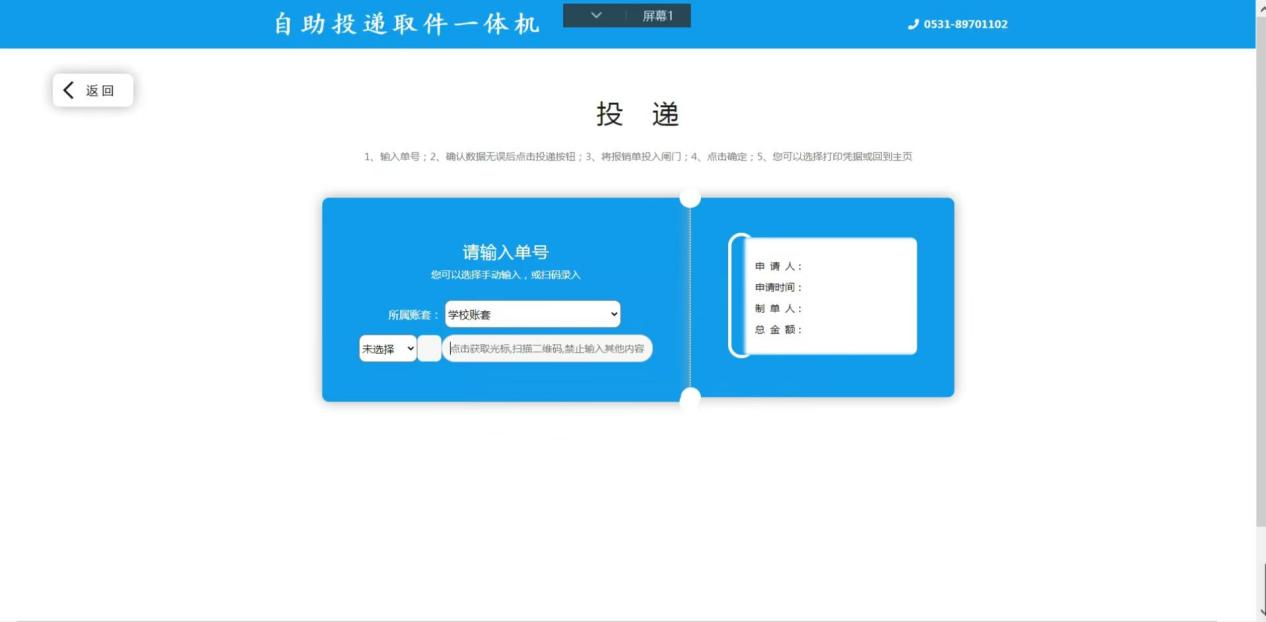 自助投递取件一体机
屏幕1
0531-89701102
返回
投 递
1、输入单号；2、确认数据无误后点击投递按钮；3、将报销单投入闸门；4、点击确定；5、您可以选择打印凭据或回到主页
请输入单号
您可以选择手动输入，或扫码录入
所属账套： 学校账套
未选择 点击获取光标,扫描二维码,禁止输入其他内容
申 请 人：
申请时间：
制 单 人：
总 金 额：